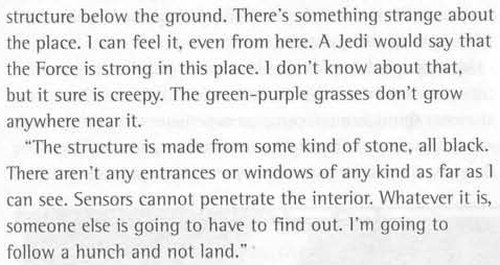 structure below the ground. There's something strange about
the place. I can feel it, even from here. A Jedi would say that
the Force is strong in this place. I don't know about that,
but it sure is creepy. The green-purple grasses don't grow
anywhere near it.
"The structure is made from some kind of stone, all black.
There aren't any entrances or windows of any kind as far as I
can see. Sensors cannot penetrate the interior. Whatever it is,
someone else is going to have to find out. I'm going to
follow a hunch and not land."